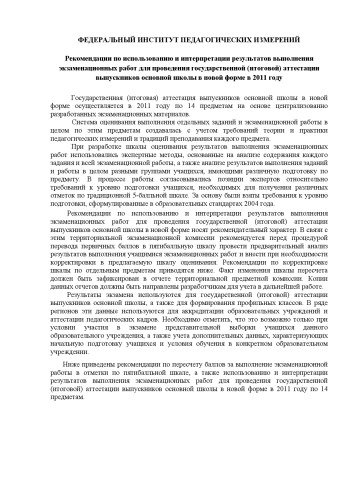 ФЕДЕРАЛЬНЫЙ ИНСТИТУТ ПЕДАГОГИЧЕСКИХ ИЗМЕРЕНИЙ
Рекомендации по использованию и интерпретации результатов выполнения
экзаменационных работ для проведения государственной (итоговой) аттестации
выпускников основной школы в новой форме в 2011 году
Государственная (итоговая) аттестация выпускников основной школы в новой
форме осуществляется в 2011 году по 14 предметам на основе централизованно
разработанных экзаменационных материалов.
Система оценивания выполнения отдельных заданий и экзаменационной работы в
целом по этим предметам создавалась с учетом требований теории и практики
педагогических измерений и традиций преподавания каждого предмета.
При разработке шкалы оценивания результатов выполнения экзаменационных
работ использовались экспертные методы, основанные на анализе содержания каждого
задания и всей экзаменационной работы, а также анализе результатов выполнения заданий
и работы в целом разными группами учащихся, имеющими различную подготовку по
предмету. В процессе работы согласовывались позиции экспертов относительно
требований к уровню подготовки учащихся, необходимых для получения различных
отметок по традиционной 5-балльной шкале. За основу были взяты требования к уровню
подготовки, сформулированные в образовательных стандартах 2004 года.
Рекомендации по использованию и интерпретации результатов выполнения
экзаменационных работ для проведения государственной (итоговой) аттестации
выпускников основной школы в новой форме носят рекомендательный характер. В связи с
этим территориальной экзаменационной комиссии рекомендуется перед процедурой
перевода первичных баллов в пятибалльную шкалу провести предварительный анализ
результатов выполнения учащимися экзаменационных работ и внести при необходимости
корректировки в предлагаемую шкалу оценивания. Рекомендации по корректировке
шкалы по отдельным предметам приводятся ниже. Факт изменения шкалы пересчета
должен быть зафиксирован в отчете территориальной предметной комиссии. Копии
данных отчетов должны быть направлены разработчикам для учета в дальнейшей работе.
Результаты экзамена используются для государственной (итоговой) аттестации
выпускников основной школы, а также для формирования профильных классов. В ряде
регионов эти данные используются для аккредитации образовательных учреждений и
аттестации педагогических кадров. Необходимо отметить, что это возможно только при
условии участия в экзамене представительной выборки учащихся данного
образовательного учреждения, а также учета дополнительных данных, характеризующих
начальную подготовку учащихся и условия обучения в конкретном образовательном
учреждении.
Ниже приведены рекомендации по пересчету баллов за выполнение экзаменационной
работы в отметки по пятибалльной шкале, а также использованию и интерпретации
результатов выполнения экзаменационных работ для проведения государственной
(итоговой) аттестации выпускников основной школы в новой форме в 2011 году по 14
предметам.